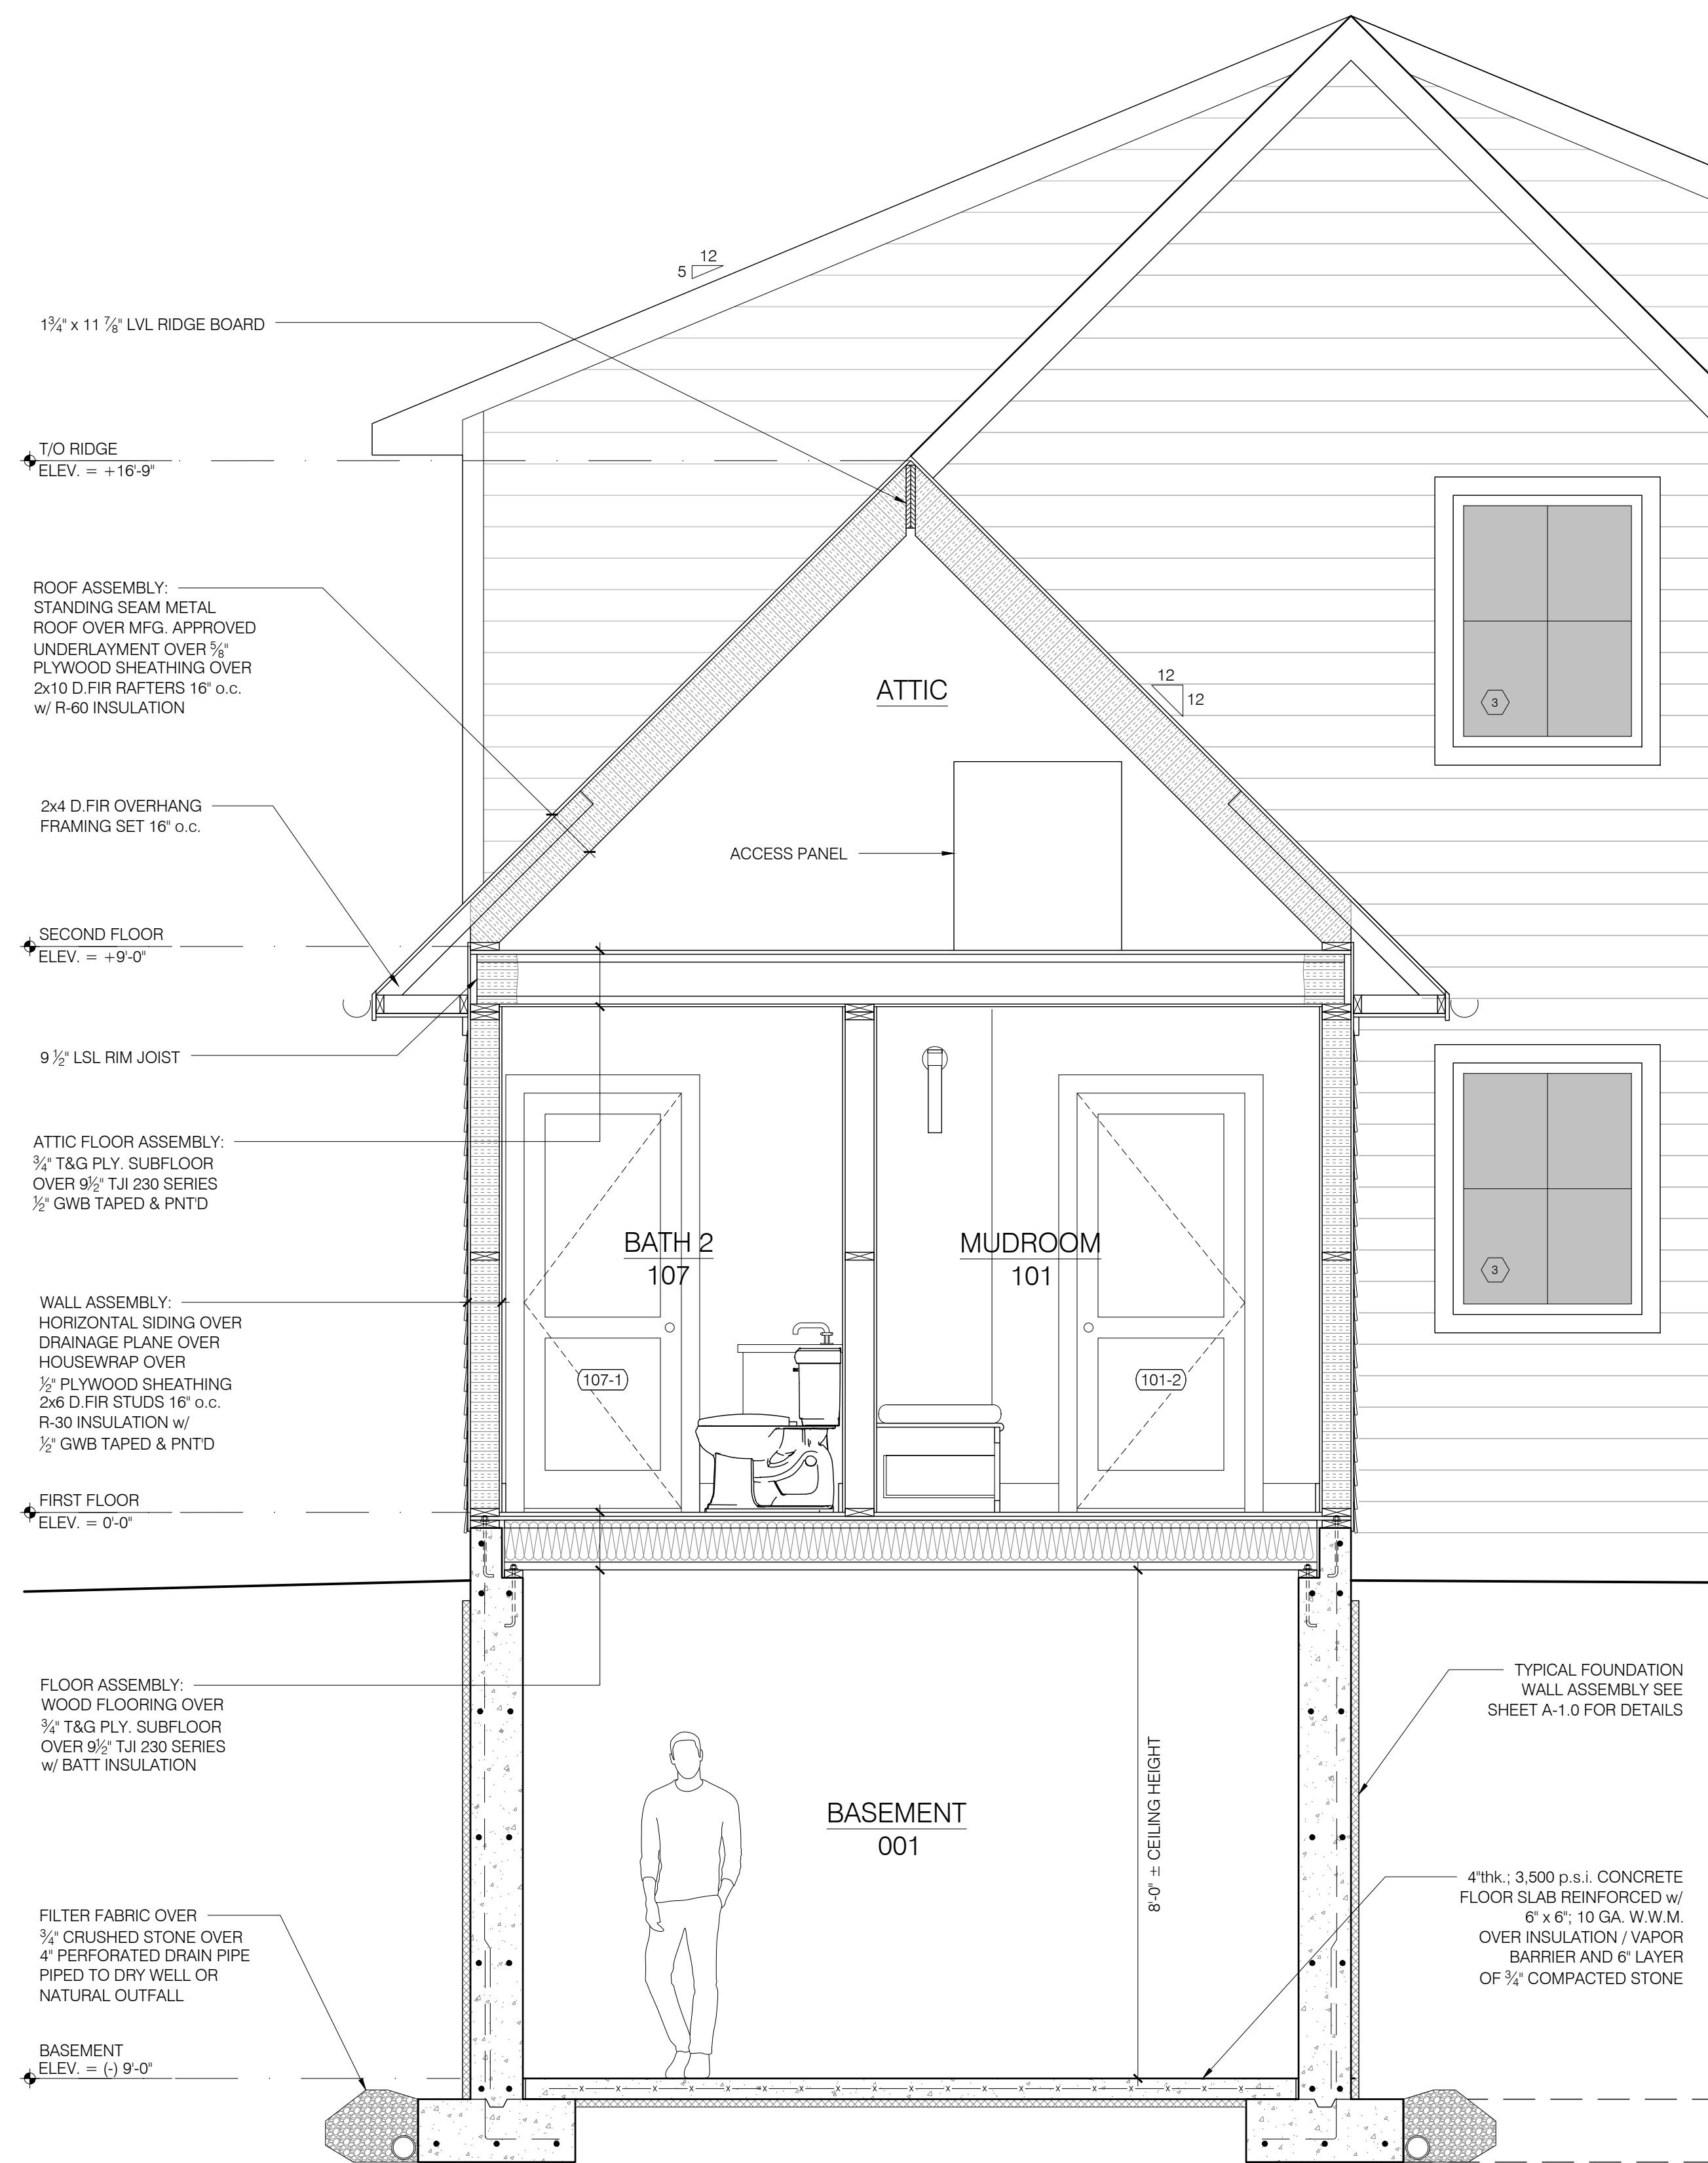 12
5
1¾" x 11 ⅞" LVL RIDGE BOARD
T/O RIDGE
ELEV. = +16'-9"
ROOF ASSEMBLY:
STANDING SEAM METAL
ROOF OVER MFG. APPROVED
UNDERLAYMENT OVER ⅝"
PLYWOOD SHEATHING OVER
2x10 D.FIR RAFTERS 16" o.c.
w/ R-60 INSULATION
ATTIC
12
12
3
2x4 D.FIR OVERHANG
FRAMING SET 16" o.c.
ACCESS PANEL
SECOND FLOOR
ELEV. = +9'-0"
9 ½" LSL RIM JOIST
ATTIC FLOOR ASSEMBLY:
¾" T&G PLY. SUBFLOOR
OVER 9½" TJI 230 SERIES
½" GWB TAPED & PNT'D
BATH 2
107
MUDROOM
101
3
WALL ASSEMBLY:
HORIZONTAL SIDING OVER
DRAINAGE PLANE OVER
HOUSEWRAP OVER
½" PLYWOOD SHEATHING
2x6 D.FIR STUDS 16" o.c.
R-30 INSULATION w/
½" GWB TAPED & PNT'D
107-1
101-2
FIRST FLOOR
ELEV. = 0'-0"
FLOOR ASSEMBLY:
WOOD FLOORING OVER
¾" T&G PLY. SUBFLOOR
OVER 9½" TJI 230 SERIES
w/ BATT INSULATION
TYPICAL FOUNDATION
WALL ASSEMBLY SEE
SHEET A-1.0 FOR DETAILS
BASEMENT
001
8'-0" ± CEILING HEIGHT
4"thk.; 3,500 p.s.i. CONCRETE
FLOOR SLAB REINFORCED w/
6" x 6"; 10 GA. W.W.M.
OVER INSULATION / VAPOR
BARRIER AND 6" LAYER
OF ¾" COMPACTED STONE
FILTER FABRIC OVER
¾" CRUSHED STONE OVER
4" PERFORATED DRAIN PIPE
PIPED TO DRY WELL OR
NATURAL OUTFALL
BASEMENT
ELEV. = (-) 9'-0"